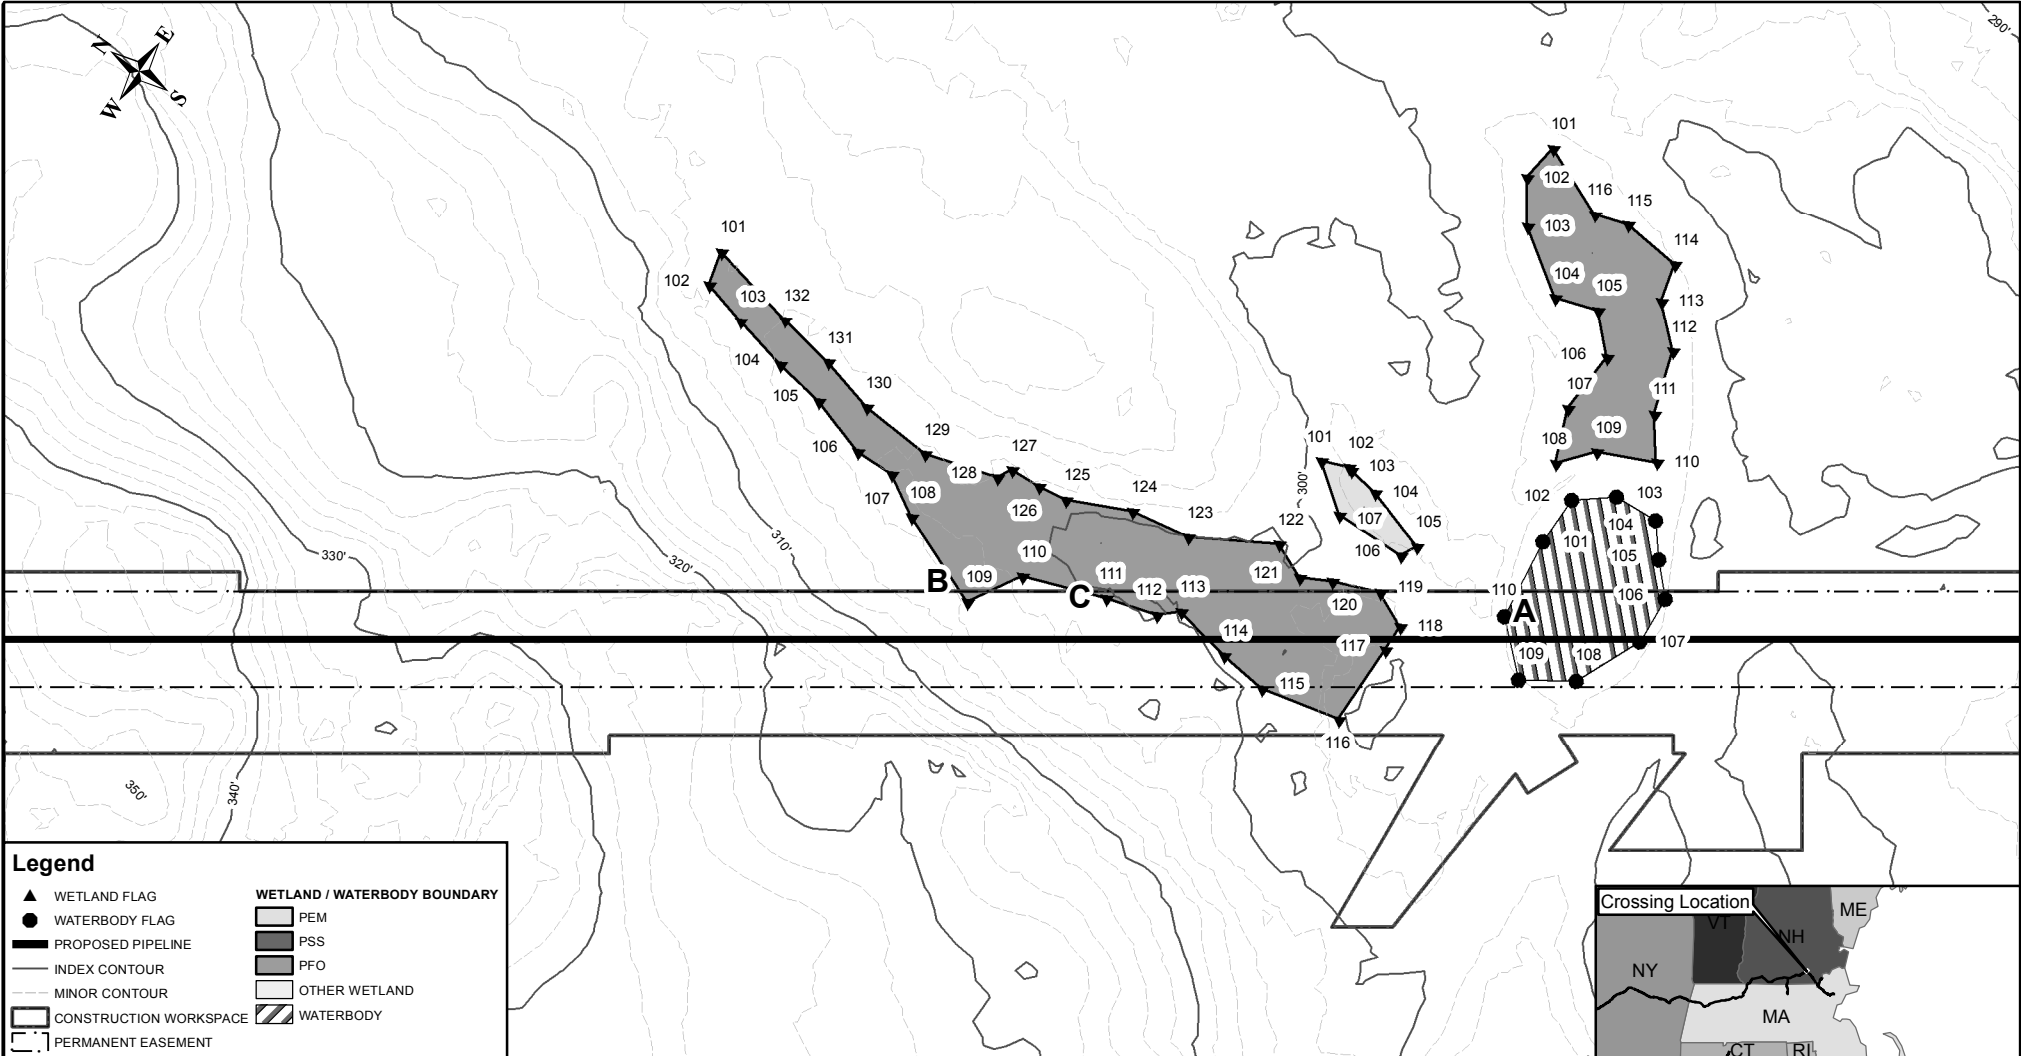 290'
N
E
W
S
101
102
116
115
103
114
104
105
113
112
106
107
111
109
108
110
101
102
103
132
131
104
130
105
129
106
127
128
125
107
108
126
124
123
122
110
109
111
112
113
121
120
119
118
114
117
115
116
B
C
300'
101
102
103
104
107
105
106
102
103
104
101
105
110
106
107
109
108
A
330'
320'
310'
350'
340'
Legend
WETLAND FLAG
WATERBODY FLAG
PROPOSED PIPELINE
INDEX CONTOUR
MINOR CONTOUR
CONSTRUCTION WORKSPACE
PERMANENT EASEMENT
WETLAND / WATERBODY BOUNDARY
PEM
PSS
PFO
OTHER WETLAND
WATERBODY
Crossing Location
VT
ME
NH
NY
MA
CT
RI